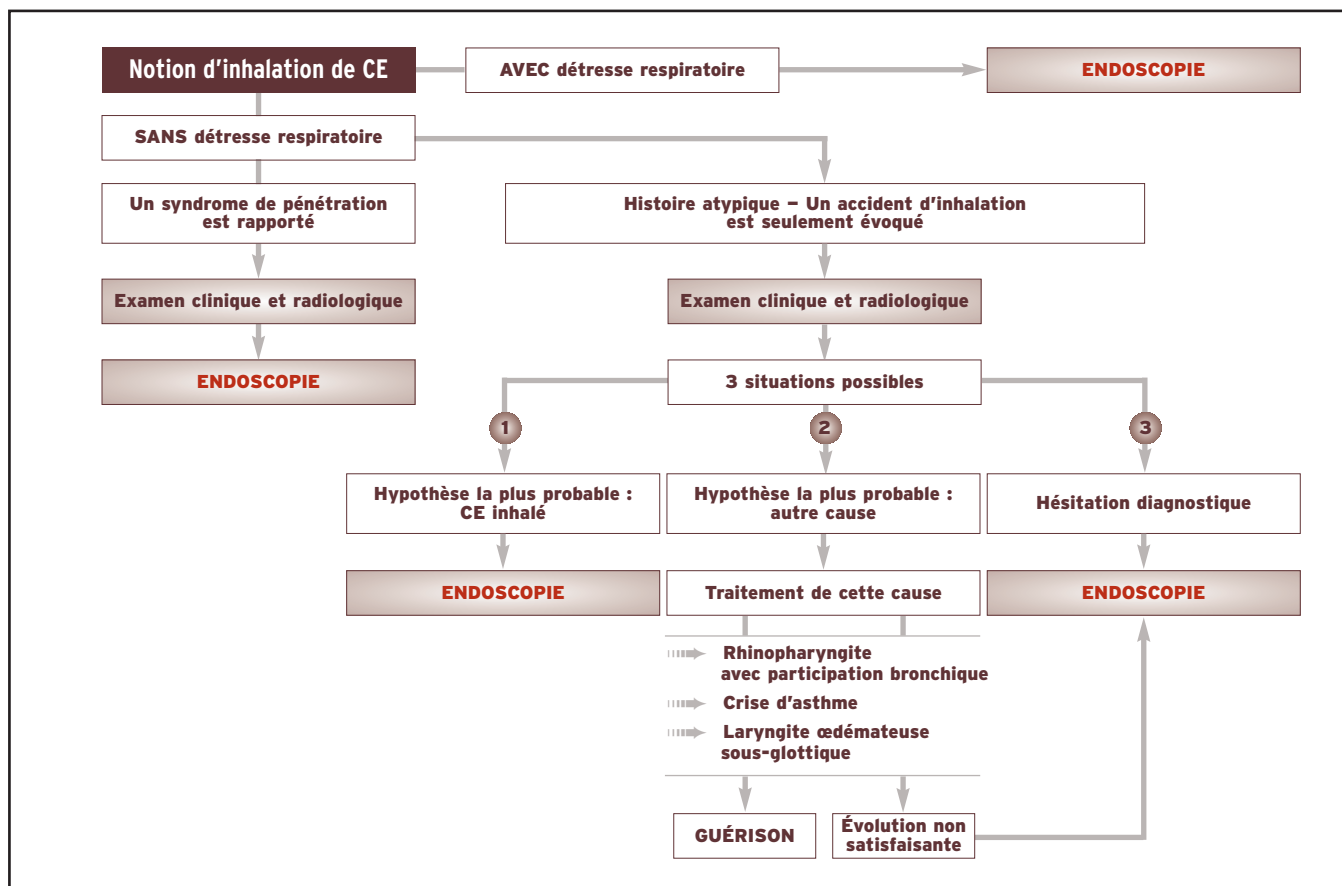 Notion d'inhalation de CE
AVEC détresse respiratoire
ENDOSCOPIE
SANS détresse respiratoire
Un syndrome de pénétration
est rapporté
Histoire atypique – Un accident d'inhalation
est seulement évoqué
Examen clinique et radiologique
Examen clinique et radiologique
ENDOSCOPIE
3 situations possibles
1
2
3
Hypothèse la plus probable :
CE inhalé
Hypothèse la plus probable :
autre cause
Hésitation diagnostique
ENDOSCOPIE
Traitement de cette cause
ENDOSCOPIE
Rhinopharyngite
avec participation bronchique
Crise d'asthme
Laryngite œdémateuse
sous-glottique
GUÉRISON
Évolution non
satisfaisante